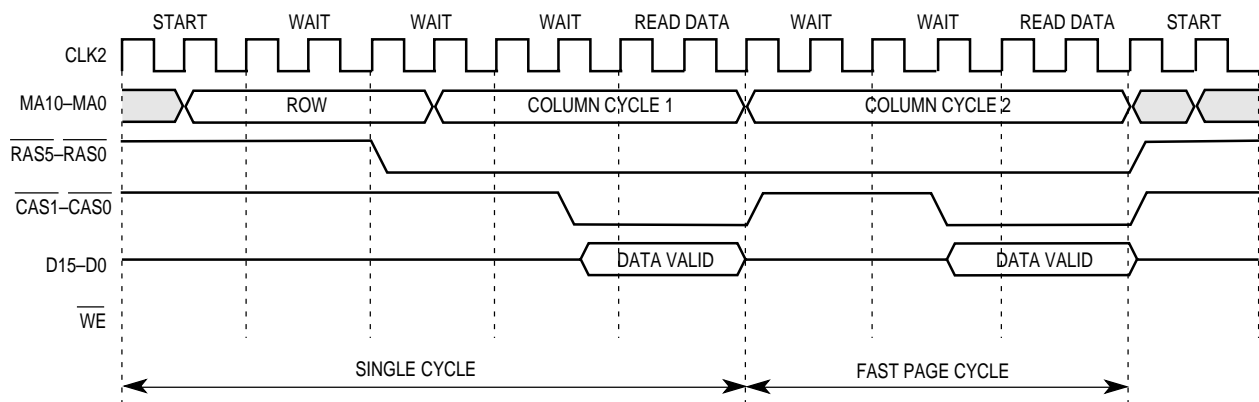 START WAIT WAIT WAIT READ DATA WAIT WAIT READ DATA START
CLK2
MA10–MA0 ROW COLUMN CYCLE 1 COLUMN CYCLE 2
RAS5–RAS0
CAS1–CAS0
D15–D0 DATA VALID DATA VALID
WE
SINGLE CYCLE FAST PAGE CYCLE